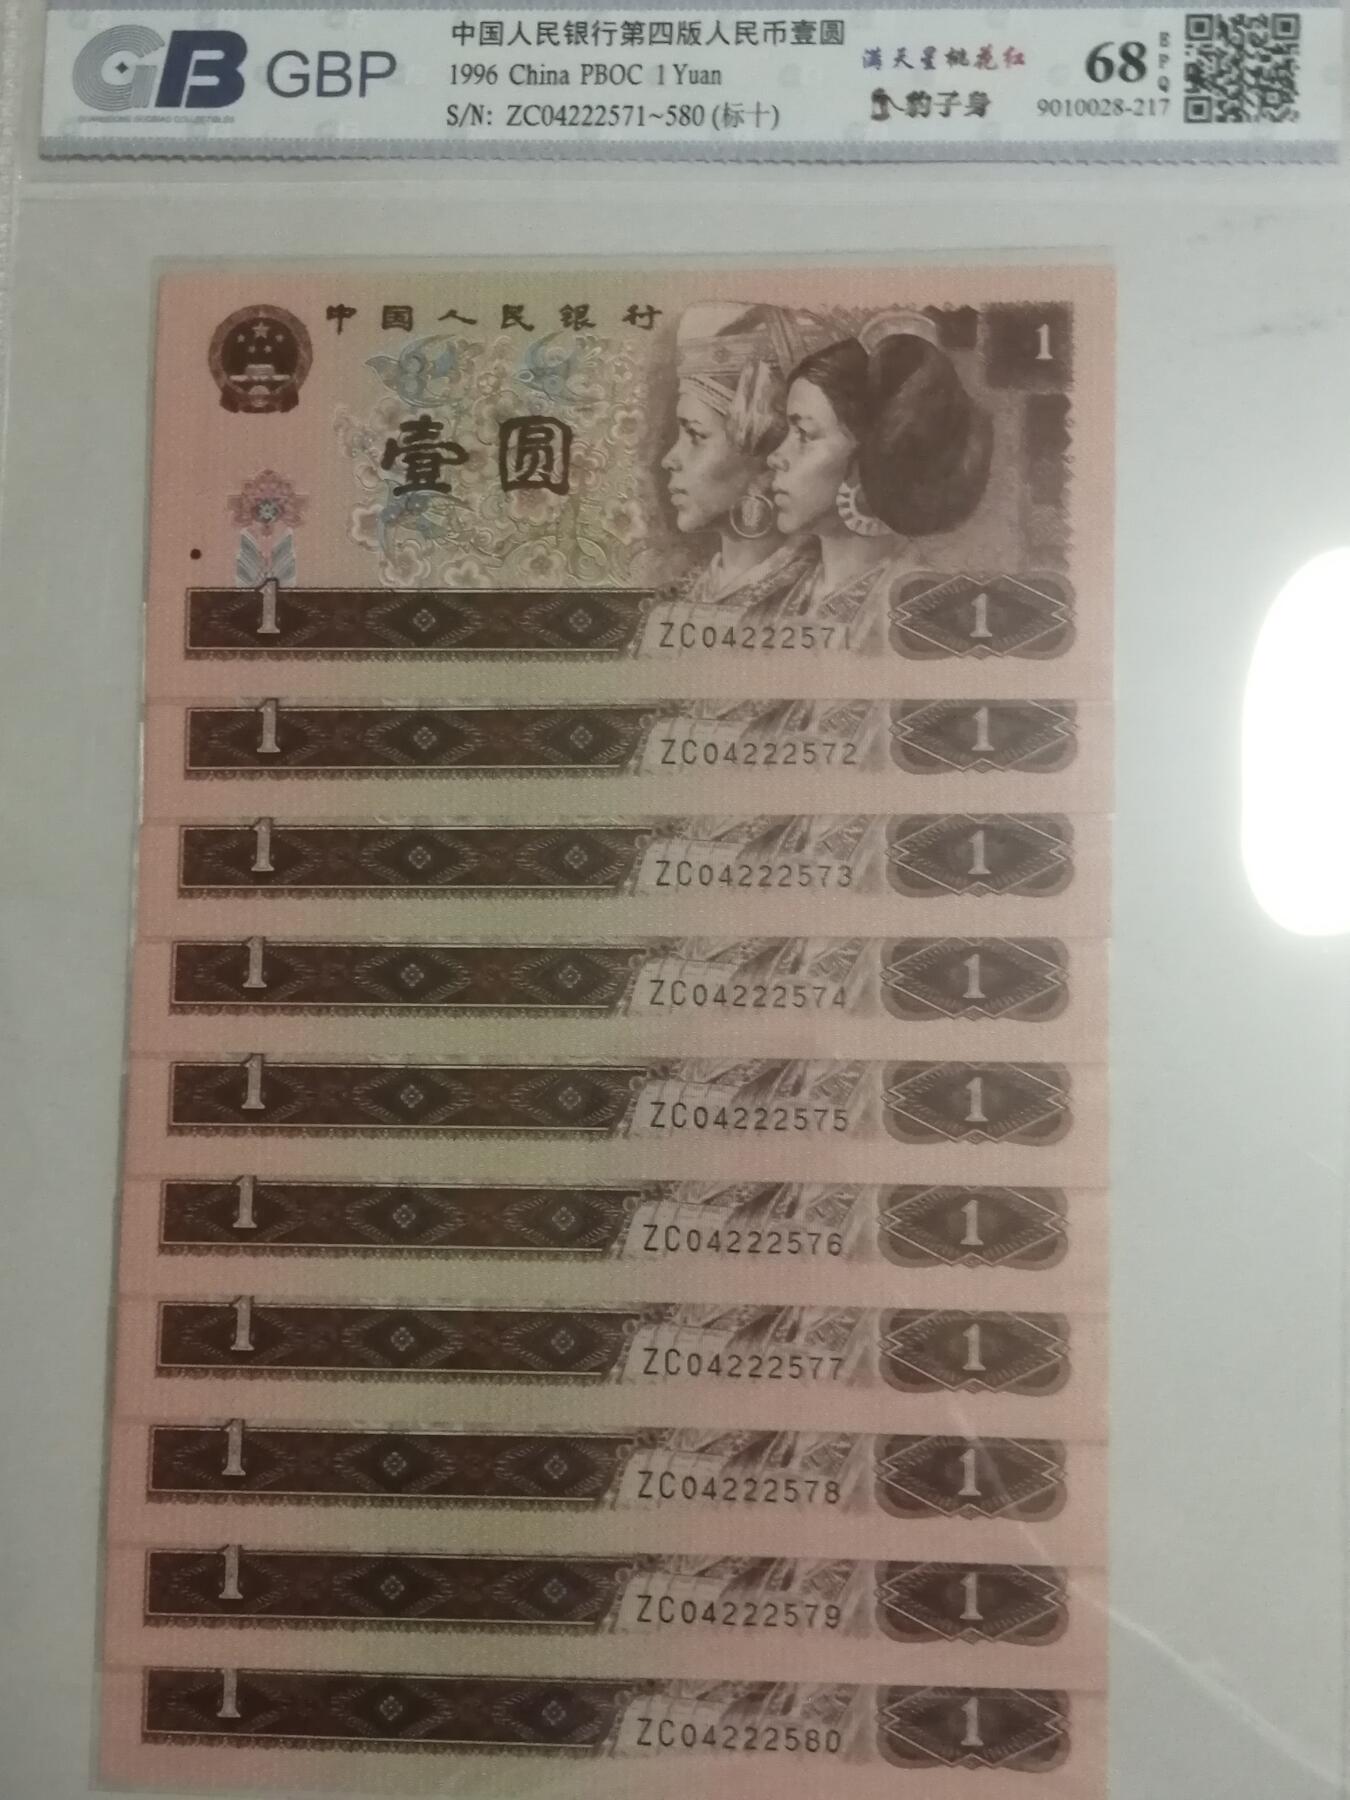 GB GBP
中国人民银行第四版人民币壹圆
1996 China PBOC 1 Yuan
S/N: ZC04222571~580 (标十)
满天星桃花红
豹子身
68 EPQ
9010028-217
中国人民银行
1
壹圆
1 ZC04222571 1
1 ZC04222572 1
1 ZC04222573 1
1 ZC04222574 1
1 ZC04222575 1
1 ZC04222576 1
1 ZC04222577 1
1 ZC04222578 1
1 ZC04222579 1
1 ZC04222580 1